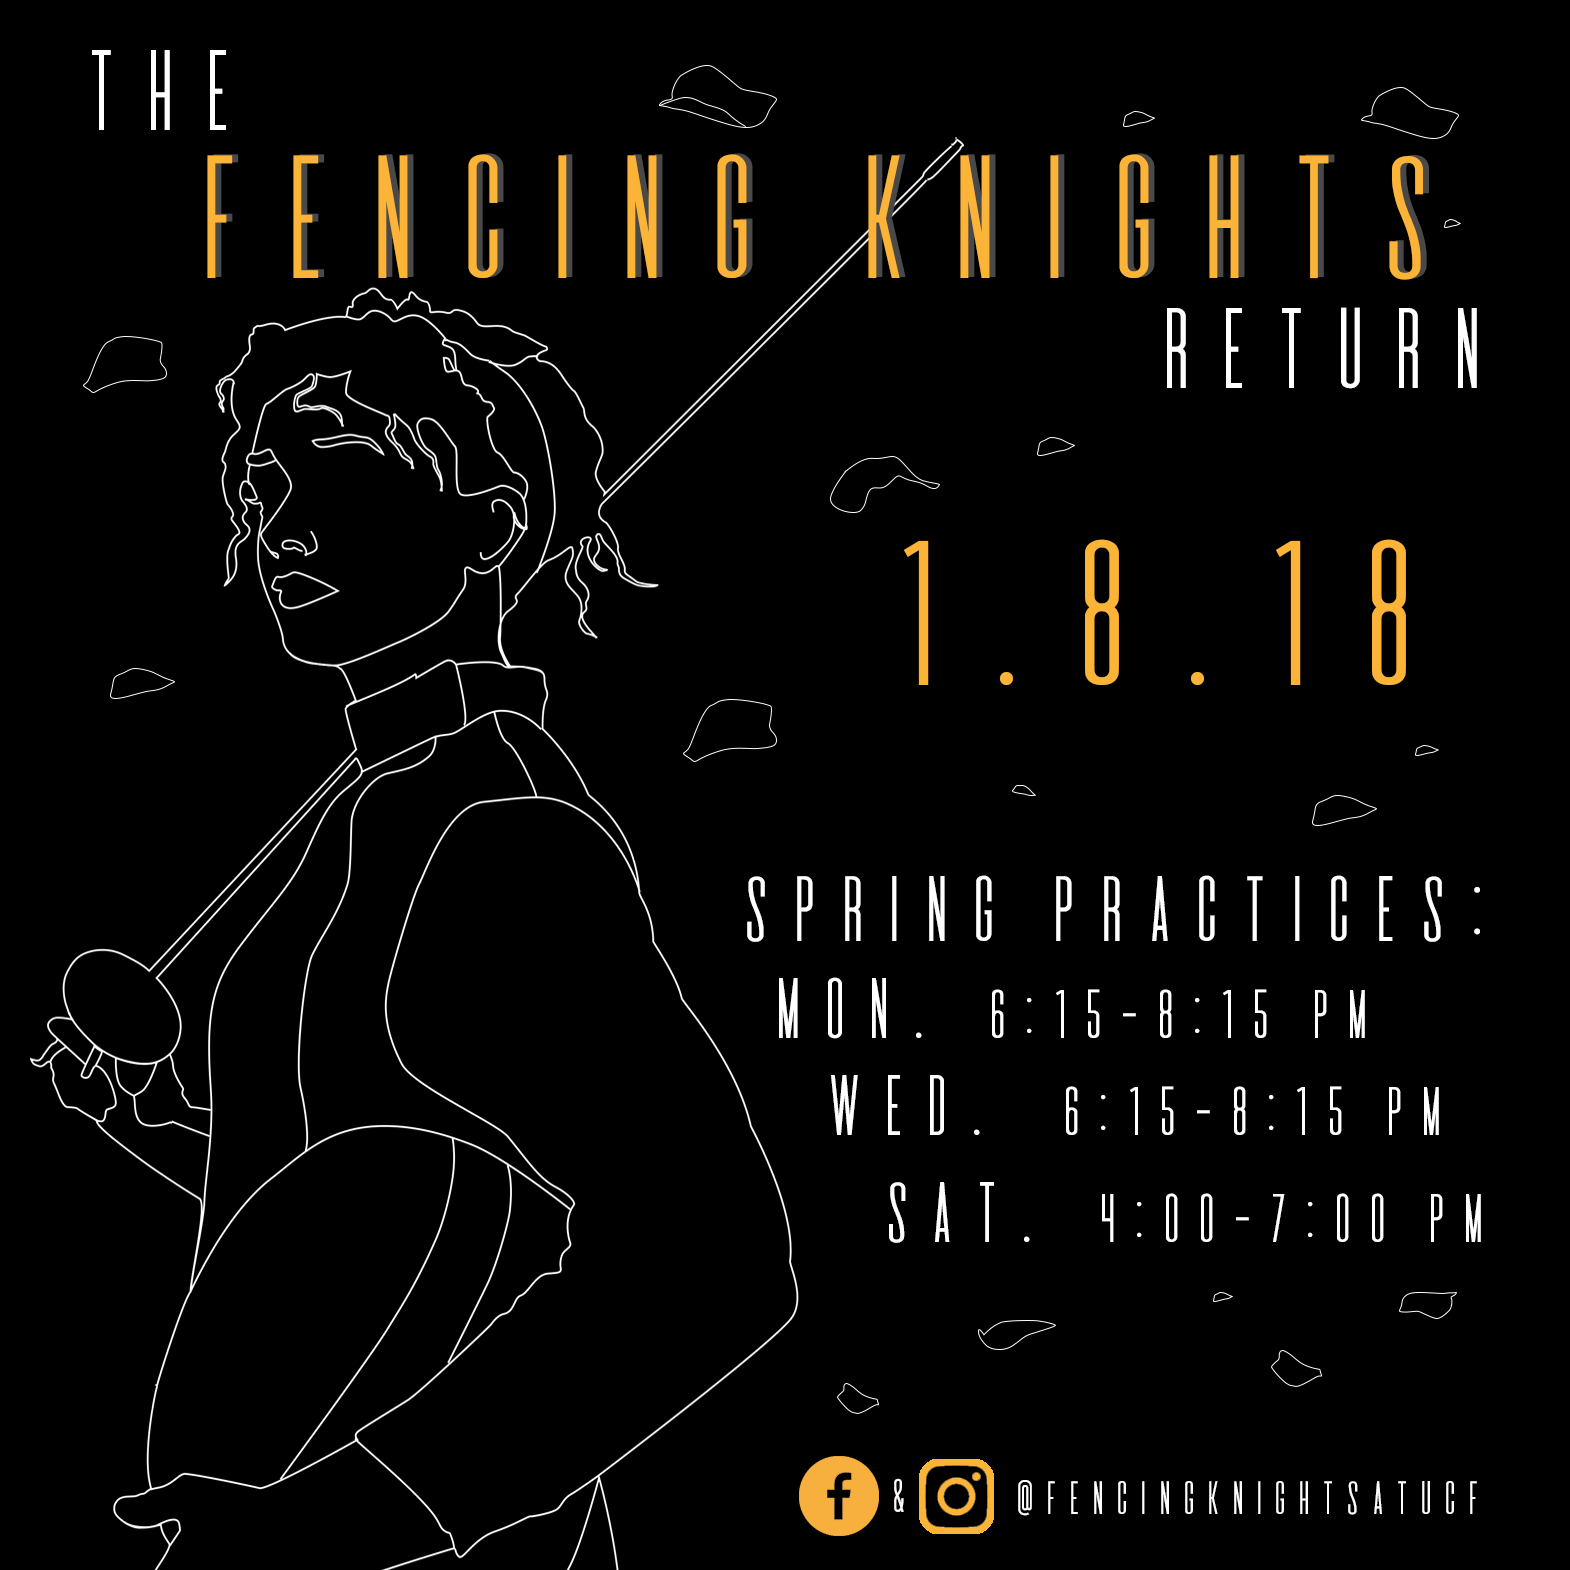 THE
FENCING KNIGHTS
RETURN
1.8.18
SPRING PRACTICES:
MON. 6:15-8:15 PM
WED. 6:15-8:15 PM
SAT. 4:00-7:00 PM
f & @FENCINGKNIGHTSATUCF